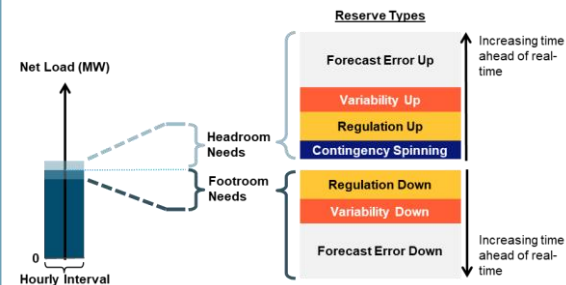 Reserve Types
Net Load (MW)
Forecast Error Up
Increasing time
ahead of real-
time
Variability Up
Headroom
Needs
Regulation Up
Contingency Spinning
Footroom
Needs
Regulation Down
Variability Down
Forecast Error Down
Increasing time
ahead of real-
time
0
Hourly Interval